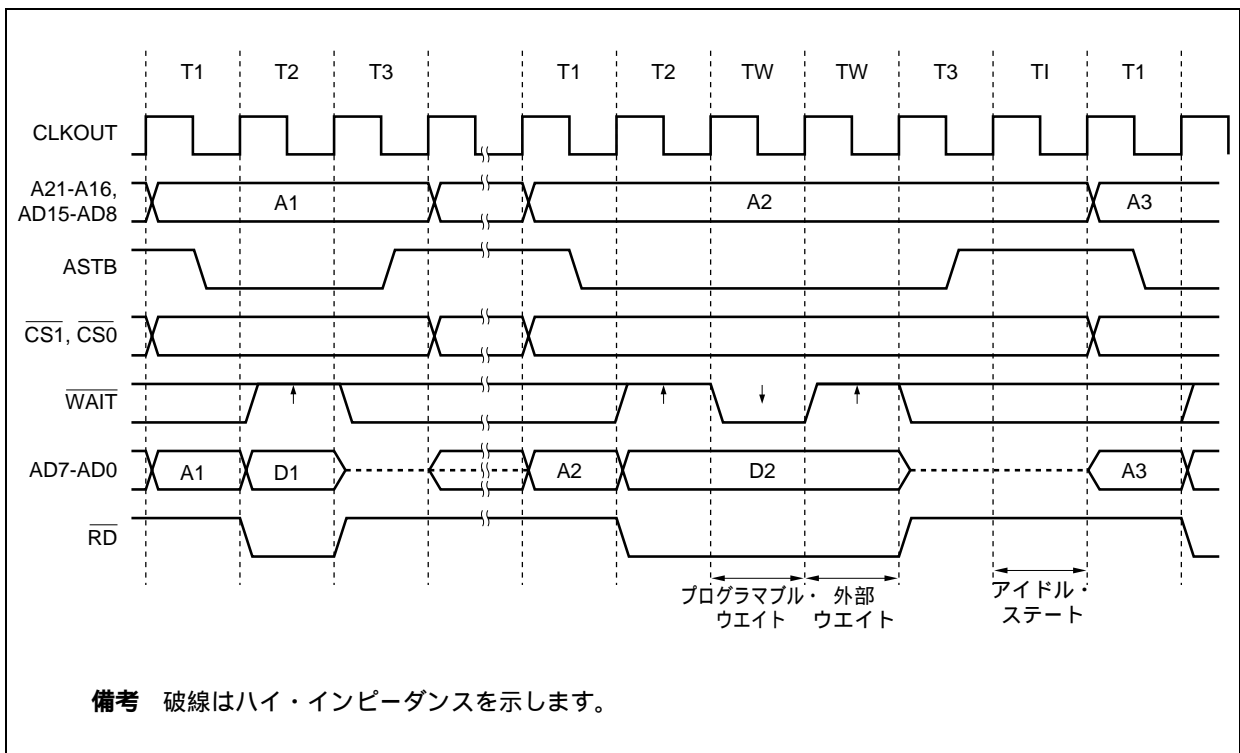 T1 T2 T3 T1 T2 TW TW T3 TI T1
CLKOUT
A21-A16,
AD15-AD8
A1 A2 A3
ASTB
CS1, CS0
WAIT
AD7-AD0
A1 D1 A2 D2 A3
RD
プログラマブル・
ウエイト
外部
ウエイト
アイドル・
ステート
備考 破線はハイ・インピーダンスを示します。